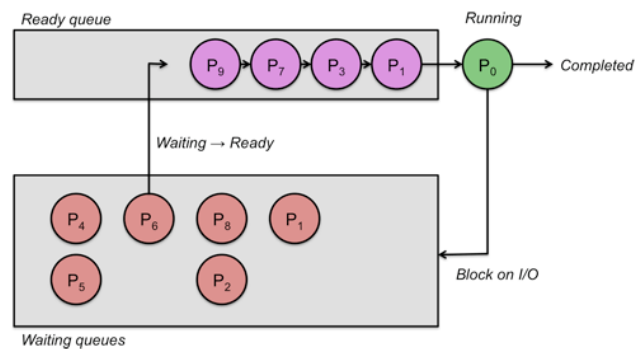 Ready queue
Running
P9 P7 P3 P1 P0 Completed
Waiting → Ready
P4 P6 P8 P1
P5 P2
Block on I/O
Waiting queues